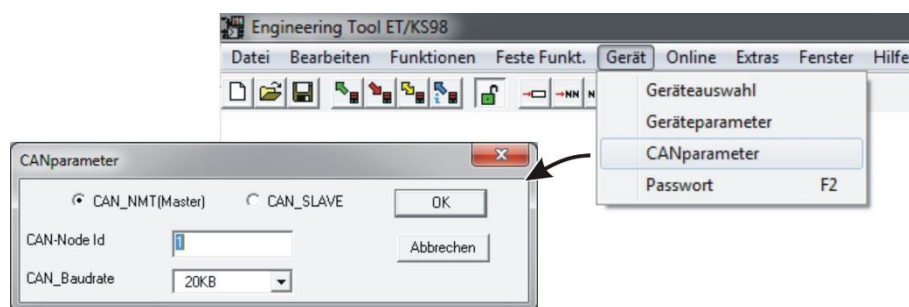 Engineering Tool ET/KS98
Datei Bearbeiten Funktionen Feste Funkt. Gerät Online Extras Fenster Hilfe
NN N
Geräteauswahl
Geräteparameter
CANparameter
Passwort F2
CANparameter
CAN_NMT(Master) CAN_SLAVE OK
CAN-Node Id 1 Abbrechen
CAN_Baudrate 20KB